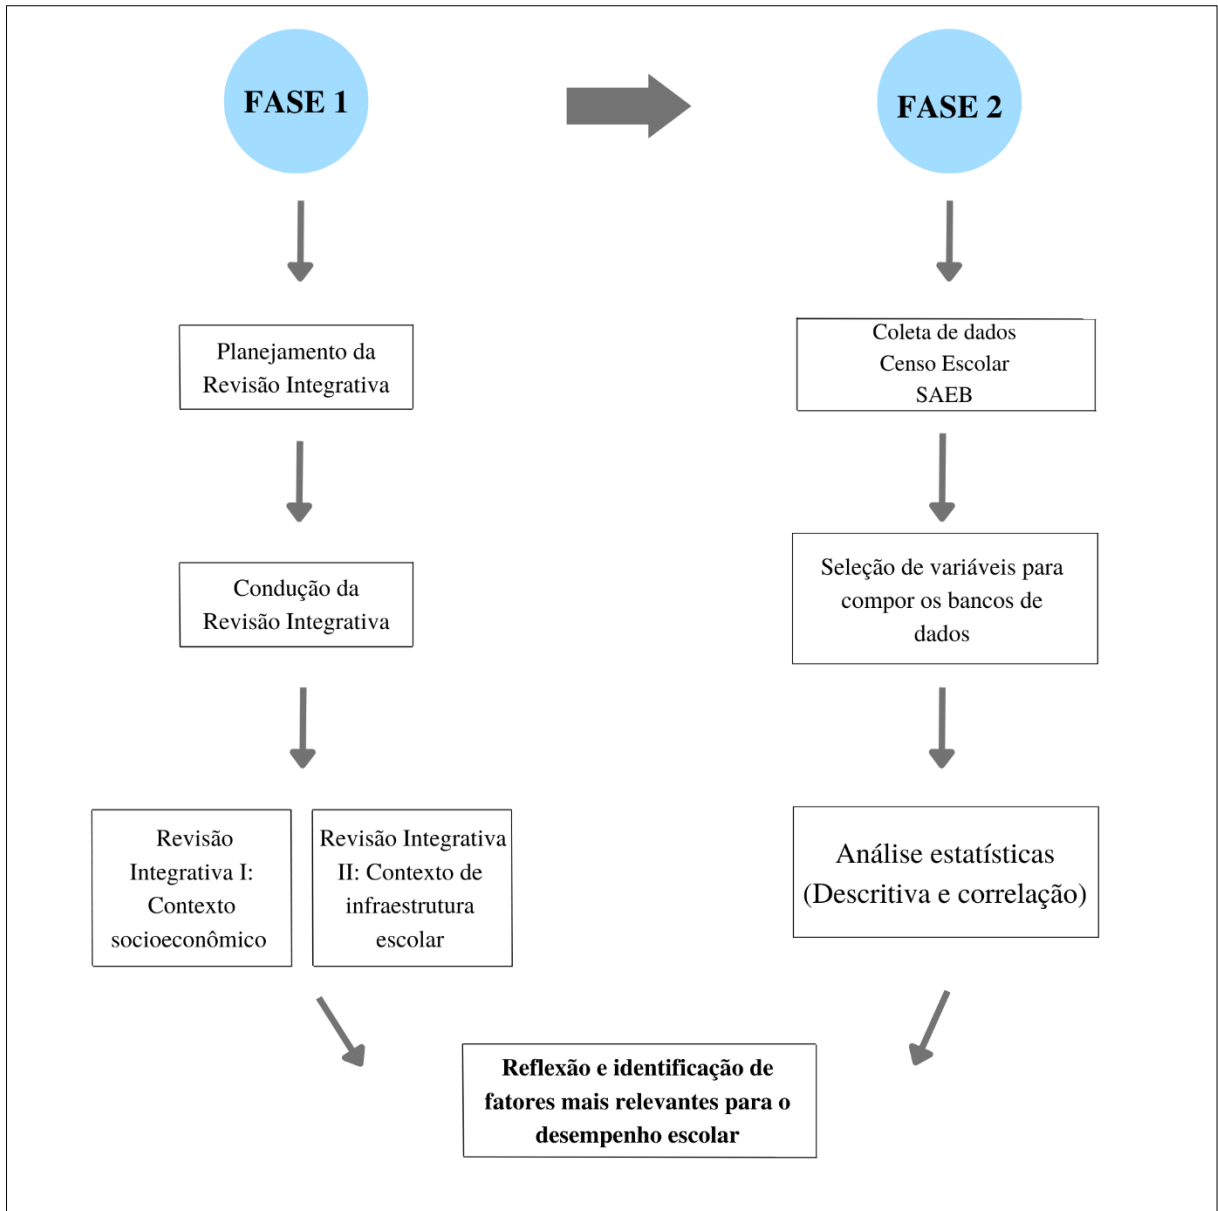 FASE 1
Planejamento da
Revisão Integrativa
Condução da
Revisão Integrativa
Revisão
Integrativa I:
Contexto
socioeconômico
Revisão Integrativa
II: Contexto de
infraestrutura
escolar
FASE 2
Coleta de dados
Censo Escolar
SAEB
Seleção de variáveis para
compor os bancos de
dados
Análise estatísticas
(Descritiva e correlação)
Reflexão e identificação de
fatores mais relevantes para o
desempenho escolar